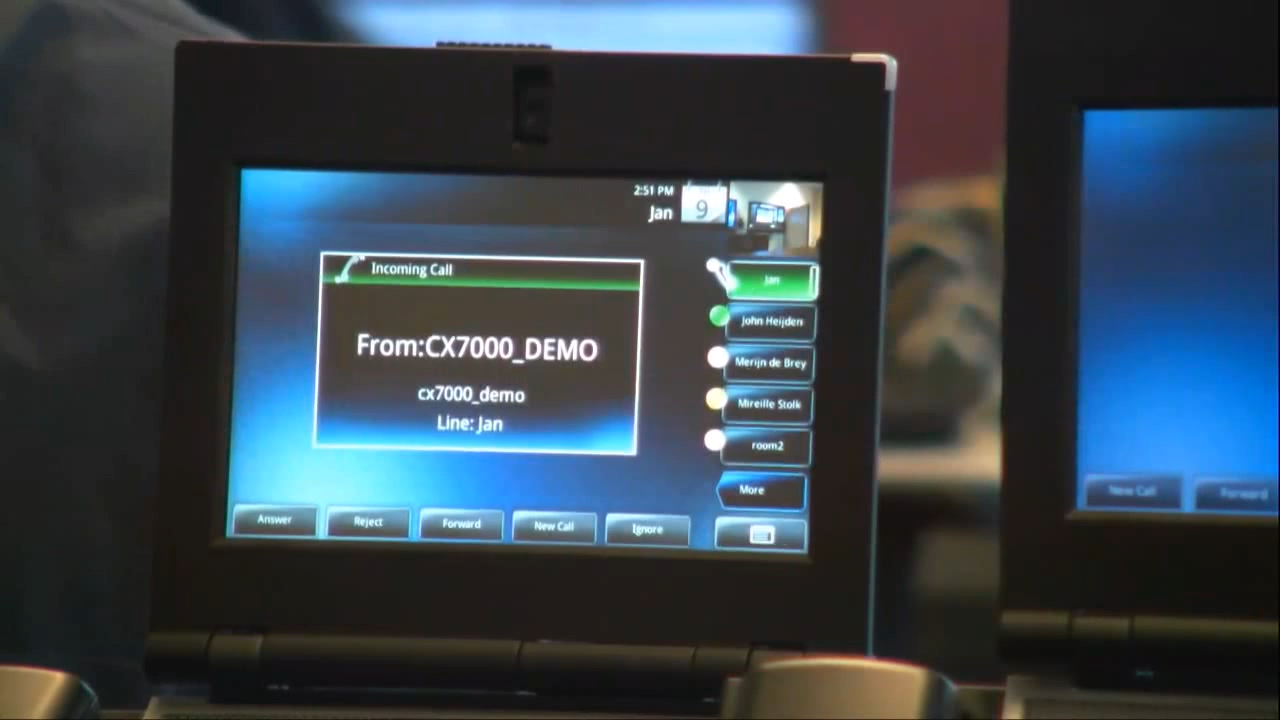 2:51 PM
Jan
9
Incoming Call
From:CX7000_DEMO
cx7000_demo
Line: Jan
Jan
John Heijden
Merijn de Brey
Mireille Stolk
room2
More
Answer
Reject
Forward
New Call
Ignore
New Call
Forward